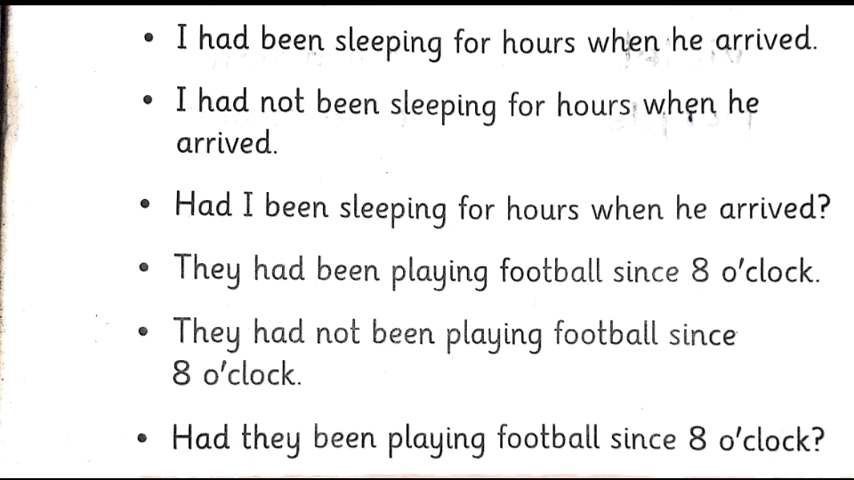 • I had been sleeping for hours when he arrived.
• I had not been sleeping for hours when he
arrived.
• Had I been sleeping for hours when he arrived?
• They had been playing football since 8 o'clock.
• They had not been playing football since
8 o'clock.
• Had they been playing football since 8 o'clock?